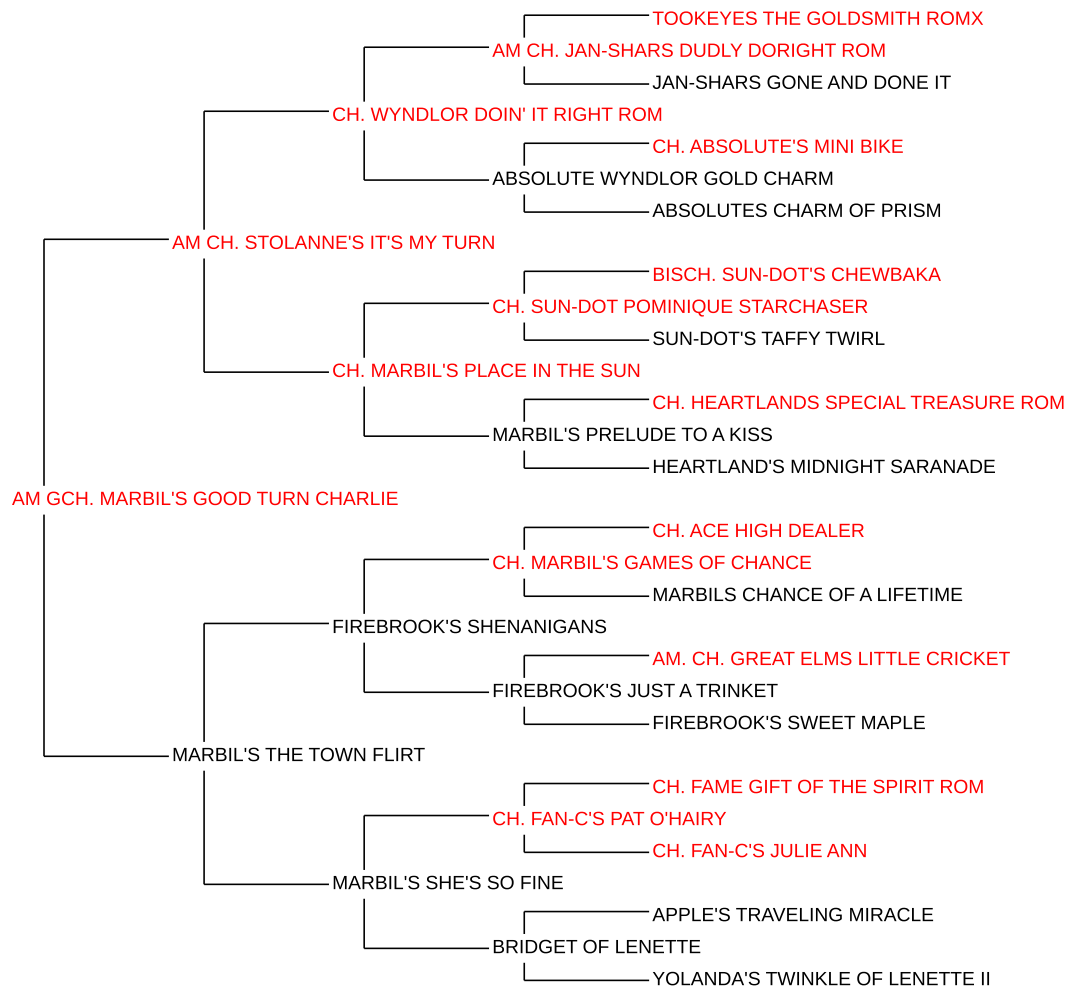 TOOKEYES THE GOLDSMITH ROMX
AM CH. JAN-SHARS DUDLY DORIGHT ROM
JAN-SHARS GONE AND DONE IT
CH. WYNDLOR DOIN' IT RIGHT ROM
CH. ABSOLUTE'S MINI BIKE
ABSOLUTE WYNDLOR GOLD CHARM
ABSOLUTES CHARM OF PRISM
AM CH. STOLANNE'S IT'S MY TURN
BISCH. SUN-DOT'S CHEWBAKA
CH. SUN-DOT POMINIQUE STARCHASER
SUN-DOT'S TAFFY TWIRL
CH. MARBIL'S PLACE IN THE SUN
CH. HEARTLANDS SPECIAL TREASURE ROM
MARBIL'S PRELUDE TO A KISS
HEARTLAND'S MIDNIGHT SARANADE
AM GCH. MARBIL'S GOOD TURN CHARLIE
CH. ACE HIGH DEALER
CH. MARBIL'S GAMES OF CHANCE
MARBILS CHANCE OF A LIFETIME
FIREBROOK'S SHENANIGANS
AM. CH. GREAT ELMS LITTLE CRICKET
FIREBROOK'S JUST A TRINKET
FIREBROOK'S SWEET MAPLE
MARBIL'S THE TOWN FLIRT
CH. FAME GIFT OF THE SPIRIT ROM
CH. FAN-C'S PAT O'HAIRY
CH. FAN-C'S JULIE ANN
MARBIL'S SHE'S SO FINE
APPLE'S TRAVELING MIRACLE
BRIDGET OF LENETTE
YOLANDA'S TWINKLE OF LENETTE II